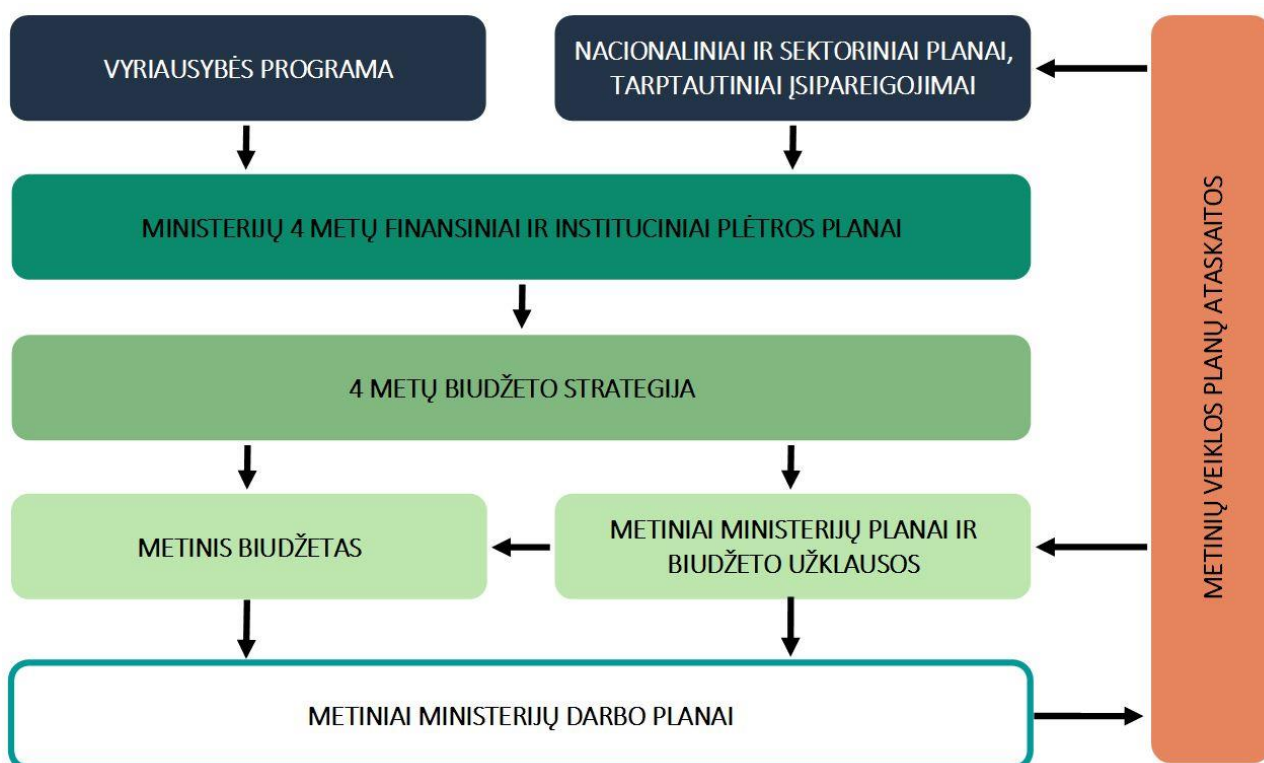 VYRIAUSYBĖS PROGRAMA
NACIONALINIAI IR SEKTORINIAI PLANAI,
TARPTAUTINIAI ĮSIPAREIGOJIMAI
MINISTERIJŲ 4 METŲ FINANSINIAI IR INSTITUCINIAI PLĖTROS PLANAI
4 METŲ BIUDŽETO STRATEGIJA
METINIS BIUDŽETAS
METINIAI MINISTERIJŲ PLANAI IR
BIUDŽETO UŽKLAUSOS
METINIAI MINISTERIJŲ DARBO PLANAI
METINIŲ VEIKLOS PLANŲ ATASKAITOS